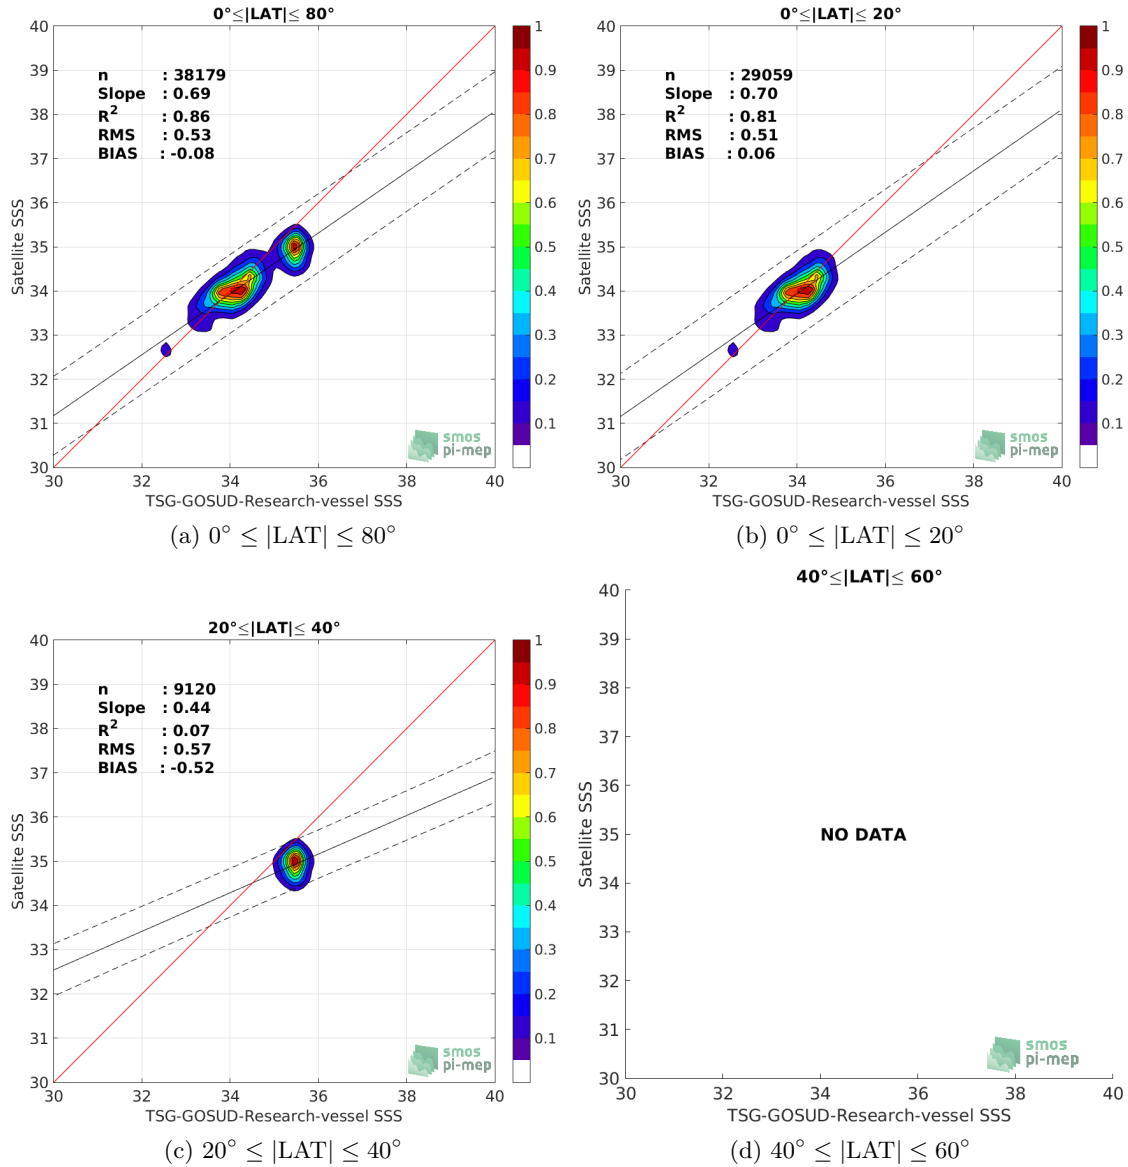 0°≤|LAT|≤ 80°
40
39
38
37
36
35
34
33
32
31
30
Satellite SSS
n : 38179
Slope : 0.69
R2 : 0.86
RMS : 0.53
BIAS : -0.08
smos
pi-mep
30 32 34 36 38 40
TSG-GOSUD-Research-vessel SSS
1
0.9
0.8
0.7
0.6
0.5
0.4
0.3
0.2
0.1
(a) 0° ≤ |LAT| ≤ 80°
0°≤|LAT|≤ 20°
40
39
38
37
36
35
34
33
32
31
30
Satellite SSS
n : 29059
Slope : 0.70
R2 : 0.81
RMS : 0.51
BIAS : 0.06
smos
pi-mep
30 32 34 36 38 40
TSG-GOSUD-Research-vessel SSS
1
0.9
0.8
0.7
0.6
0.5
0.4
0.3
0.2
0.1
(b) 0° ≤ |LAT| ≤ 20°
20°≤|LAT|≤ 40°
40
39
38
37
36
35
34
33
32
31
30
Satellite SSS
n : 9120
Slope : 0.44
R2 : 0.07
RMS : 0.57
BIAS : -0.52
smos
pi-mep
30 32 34 36 38 40
TSG-GOSUD-Research-vessel SSS
1
0.9
0.8
0.7
0.6
0.5
0.4
0.3
0.2
0.1
(c) 20° ≤ |LAT| ≤ 40°
40°≤|LAT|≤ 60°
40
39
38
37
36
35
34
33
32
31
30
Satellite SSS
NO DATA
smos
pi-mep
30 32 34 36 38 40
TSG-GOSUD-Research-vessel SSS
(d) 40° ≤ |LAT| ≤ 60°